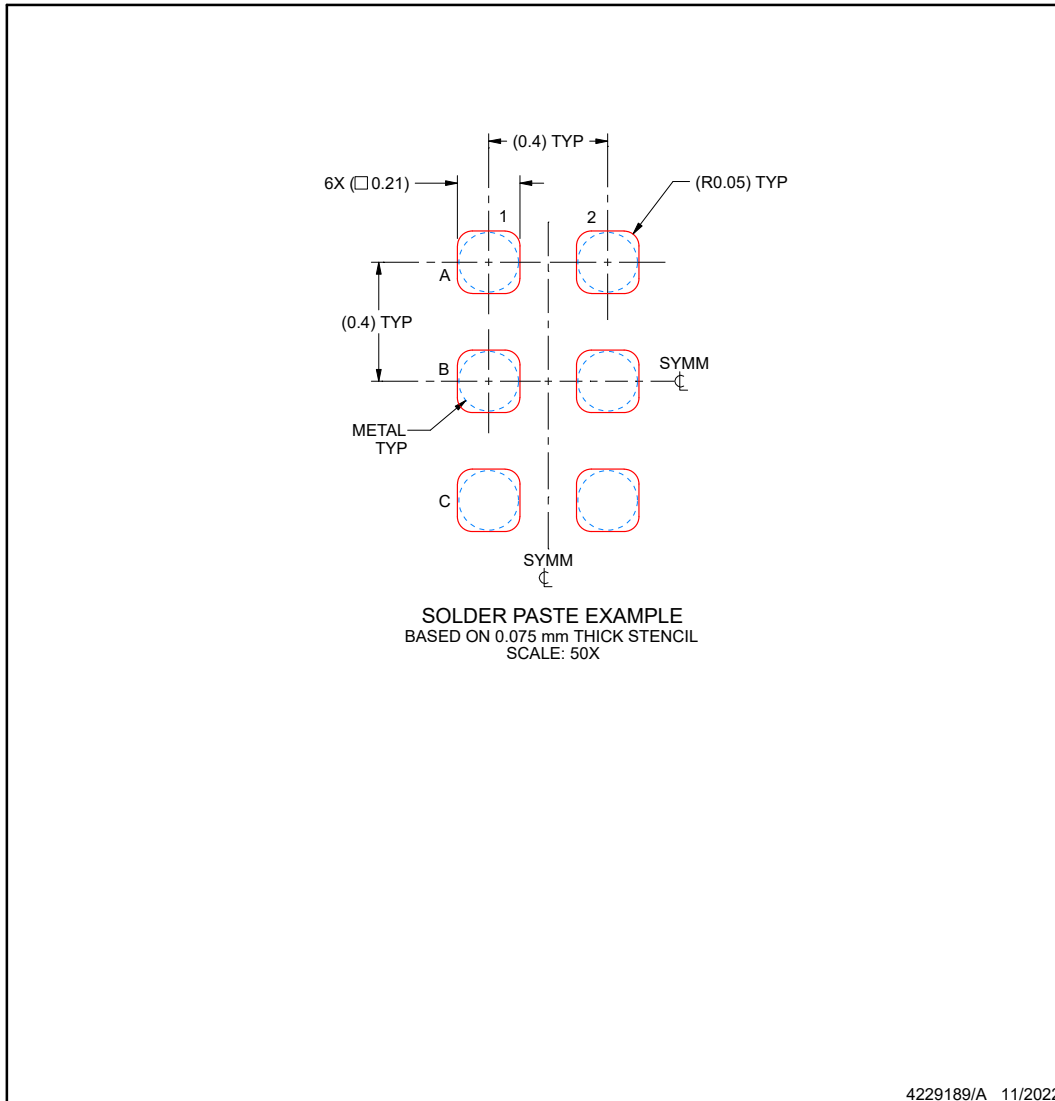 (0.4) TYP
6X (□ 0.21)
(R0.05) TYP
1
2
A
(0.4) TYP
B
SYMM
METAL
TYP
C
SYMM
SOLDER PASTE EXAMPLE
BASED ON 0.075 mm THICK STENCIL
SCALE: 50X
4229189/A 11/2022